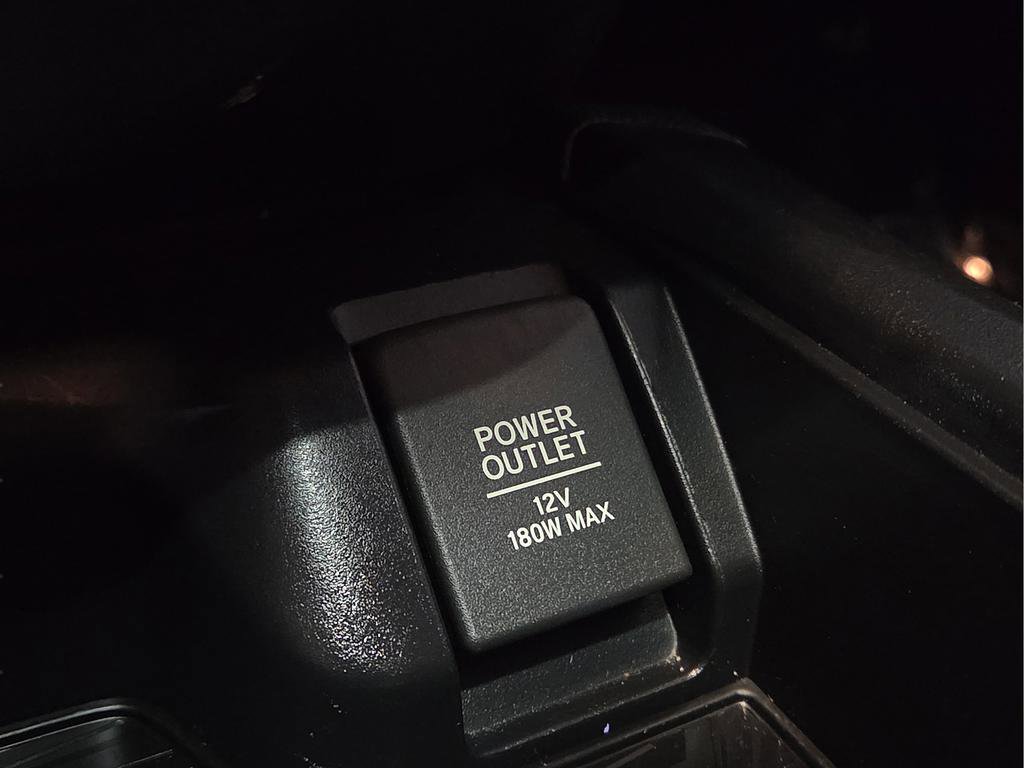 POWER
OUTLET
12V
180W MAX